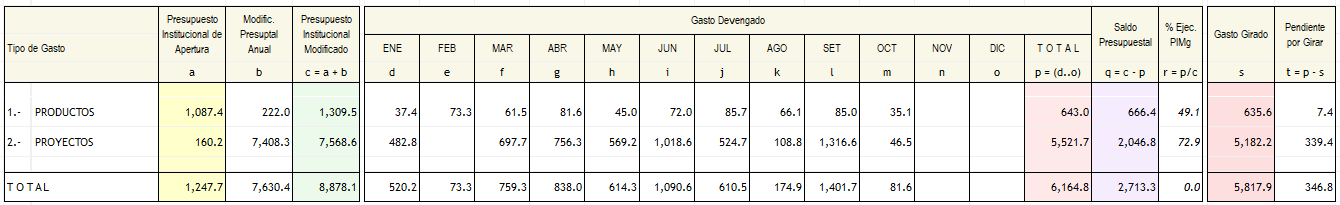 Tipo de Gasto | Presupuesto Institucional de Apertura | Modific. Presuptal Anual | Presupuesto Institucional Modificado | Gasto Devengado | Saldo Presupuestal | % Ejec. PIMg | Gasto Girado | Pendiente por Girar
ENE | FEB | MAR | ABR | MAY | JUN | JUL | AGO | SET | OCT | NOV | DIC | T O T A L
a | b | c = a + b | d | e | f | g | h | i | j | k | l | m | n | o | p = (d..o) | q = c - p | r = p/c | s | t = p - s
1.- PRODUCTOS | 1,087.4 | 222.0 | 1,309.5 | 37.4 | 73.3 | 61.5 | 81.6 | 45.0 | 72.0 | 85.7 | 66.1 | 85.0 | 35.1 | 643.0 | 666.4 | 49.1 | 635.6 | 7.4
2.- PROYECTOS | 160.2 | 7,408.3 | 7,568.6 | 482.8 | 697.7 | 756.3 | 569.2 | 1,018.6 | 524.7 | 108.8 | 1,316.6 | 46.5 | 5,521.7 | 2,046.8 | 72.9 | 5,182.2 | 339.4
T O T A L | 1,247.7 | 7,630.4 | 8,878.1 | 520.2 | 73.3 | 759.3 | 838.0 | 614.3 | 1,090.6 | 610.5 | 174.9 | 1,401.7 | 81.6 | 6,164.8 | 2,713.3 | 0.0 | 5,817.9 | 346.8